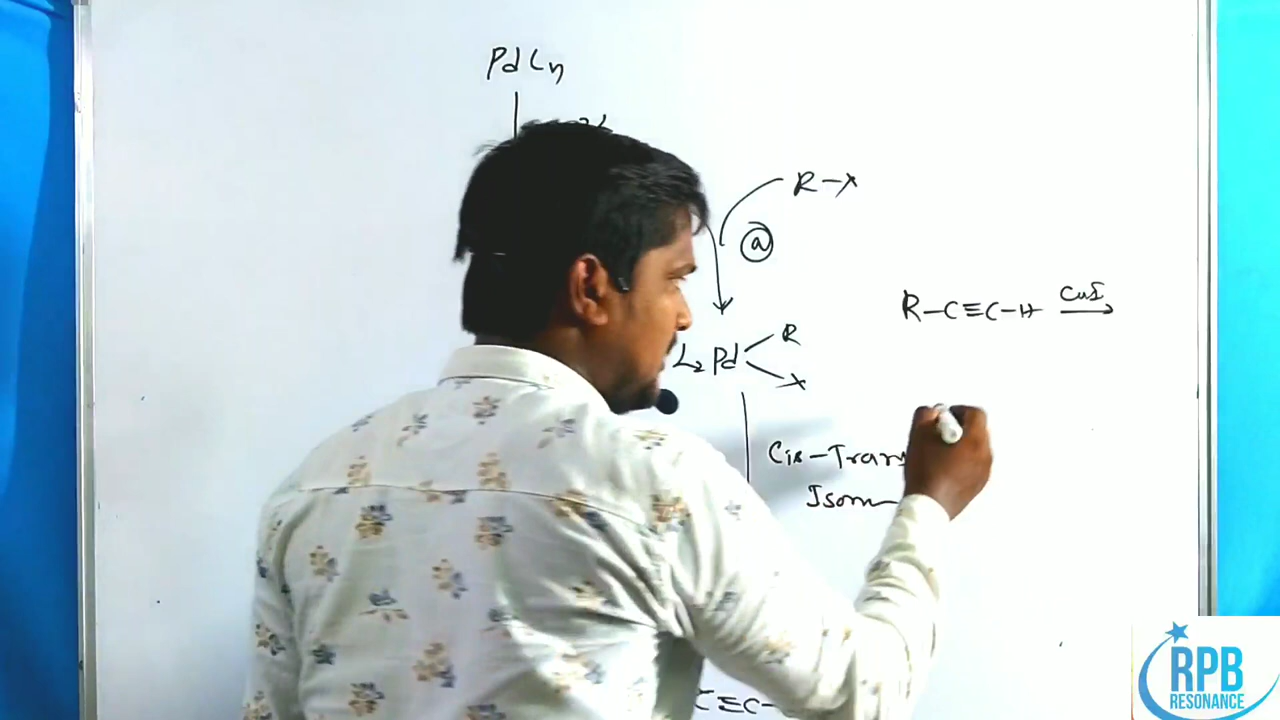 PdLn
R-X
a
R-C≡C-H CuI
L2Pd
R
X
Cis-Trans
Isom
C≡C-
RPB
RESONANCE